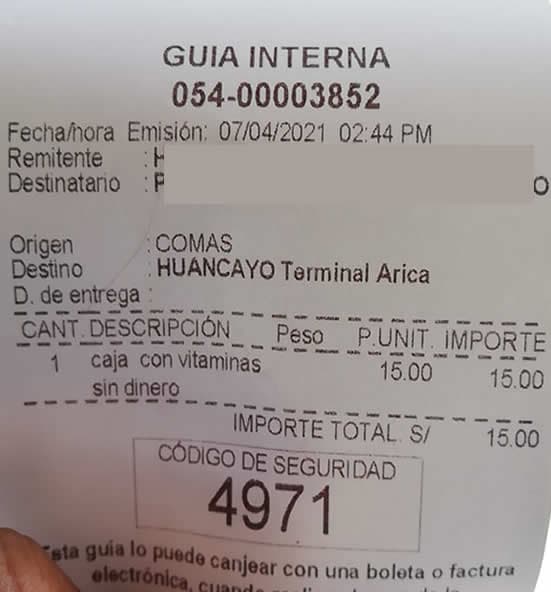 GUIA INTERNA
054-00003852
Fecha/hora Emisión: 07/04/2021 02:44 PM
Remitente : H
Destinatario : P O
Origen : COMAS
Destino : HUANCAYO Terminal Arica
D. de entrega :
CANT. DESCRIPCIÓN Peso P.UNIT. IMPORTE
1 caja con vitaminas 15.00 15.00
sin dinero
IMPORTE TOTAL S/ 15.00
CÓDIGO DE SEGURIDAD
4971
Esta guía lo puede canjear con una boleta o factura
electrónica, cuando